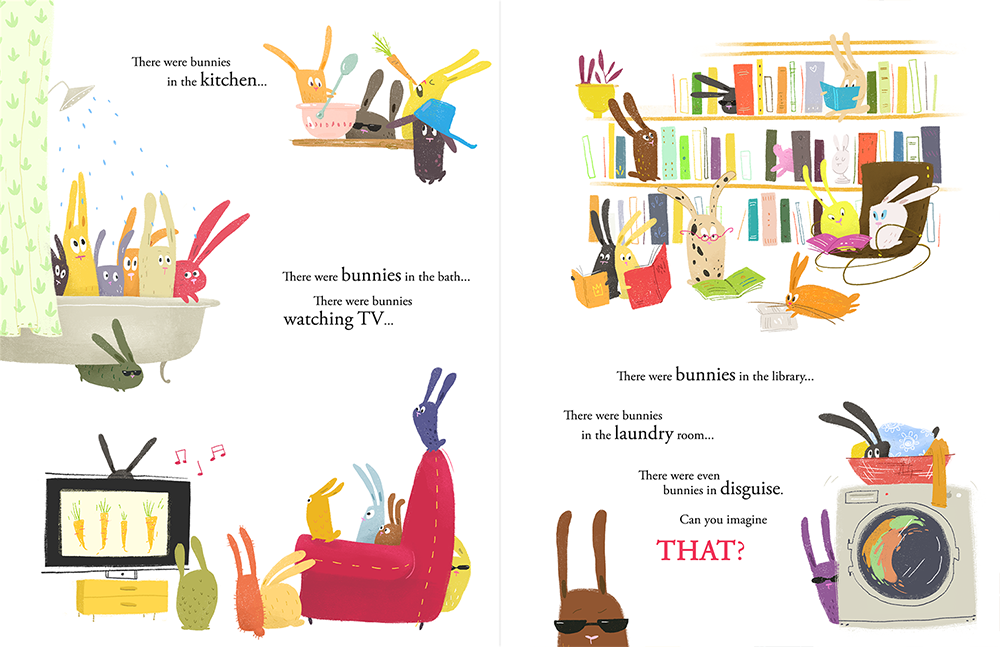 There were bunnies
in the kitchen...
There were bunnies in the bath...
There were bunnies
watching TV...
There were bunnies in the library...
There were bunnies
in the laundry room...
There were even
bunnies in disguise.
Can you imagine
THAT?